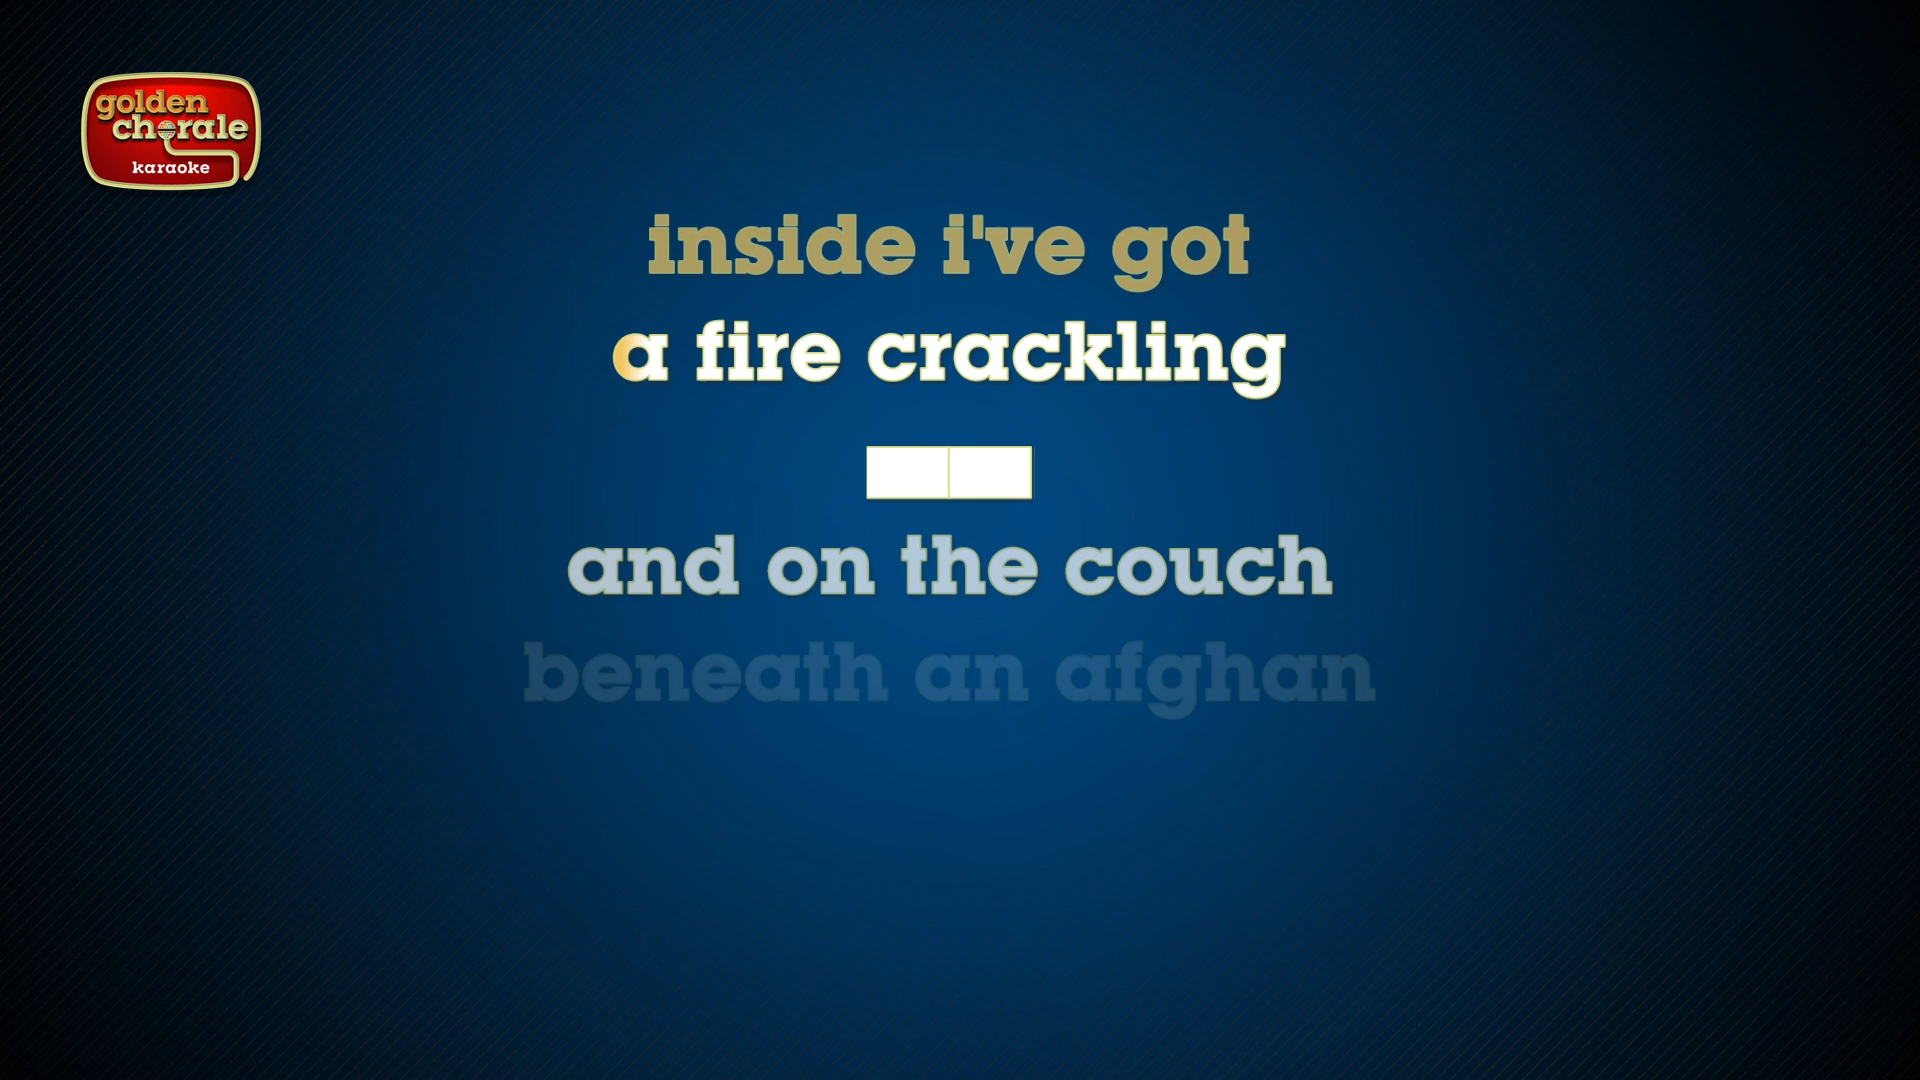 golden
chorale
karaoke
inside i've got
a fire crackling
and on the couch
beneath an afghan